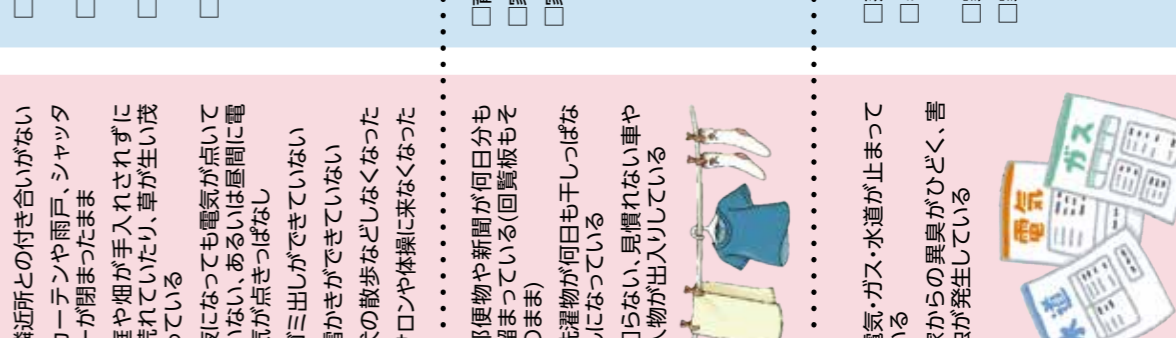 隣近所との付き合いがない
カーテンや雨戸、シャッタ
ーが閉まったまま
庭や畑が手入れされずに
荒れていたり、草が生い茂
っている
夜になっても電気が点いて
いない、あるいは昼間に電
気が点きっぱなし
ゴミ出しができていない
雪かきができていない
犬の散歩などしなくなった
サロンや体操に来なくなった
郵便物や新聞が何日分も
溜まっている(回覧板もそ
のまま)
洗濯物が何日も干しっぱな
しになっている
知らない、見慣れない車や
人物が出入りしている
電気・ガス・水道が止まって
いる
家からの異臭がひどく、害
虫が発生している
電気
ガス
水道